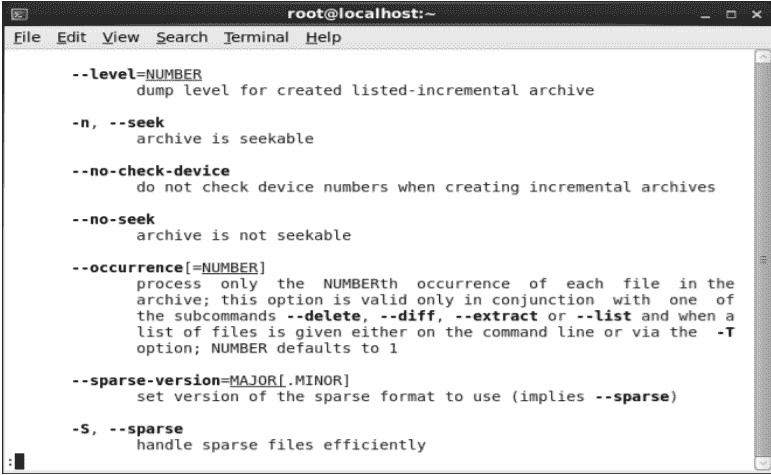 root@localhost:~
File Edit View Search Terminal Help
--level=NUMBER
dump level for created listed-incremental archive
-n, --seek
archive is seekable
--no-check-device
do not check device numbers when creating incremental archives
--no-seek
archive is not seekable
--occurrence[=NUMBER]
process only the NUMBERth occurrence of each file in the
archive; this option is valid only in conjunction with one of
the subcommands --delete, --diff, --extract or --list and when a
list of files is given either on the command line or via the -T
option; NUMBER defaults to 1
--sparse-version=MAJOR[.MINOR]
set version of the sparse format to use (implies --sparse)
-S, --sparse
handle sparse files efficiently
: